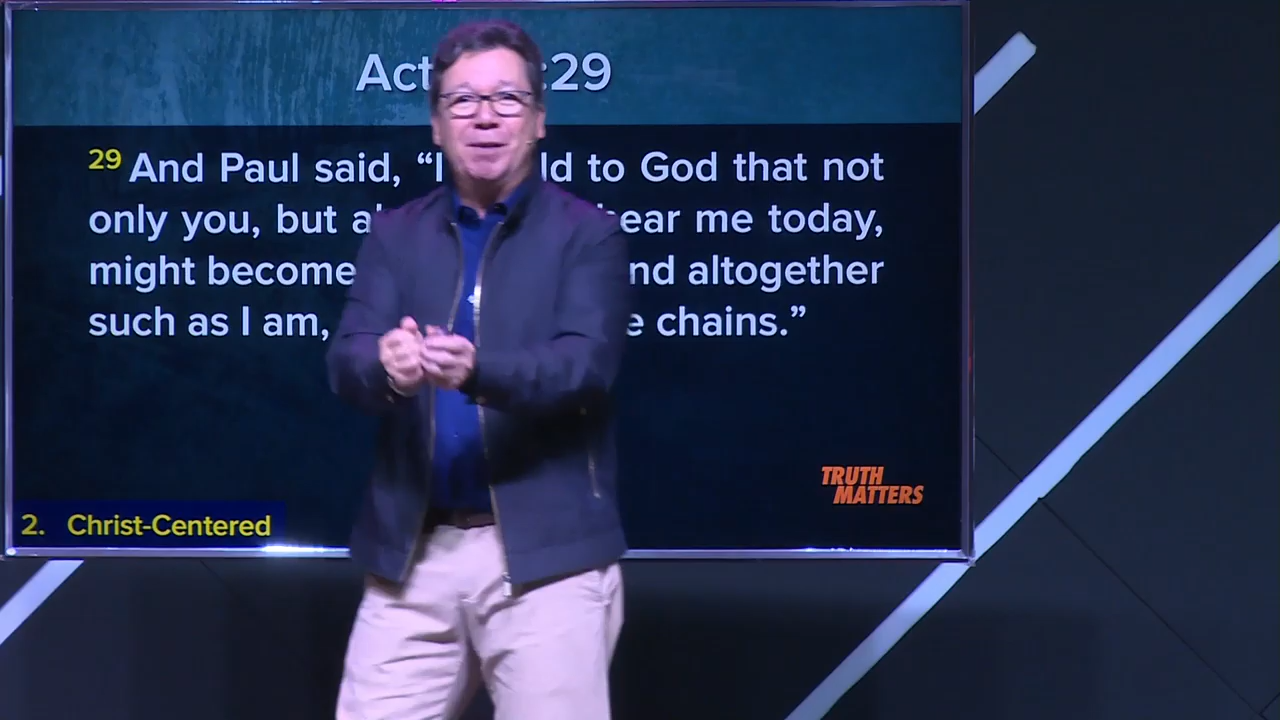 Act :29
29 And Paul said, “I ld to God that not
only you, but al hear me today,
might become nd altogether
such as I am, e chains.”
TRUTH
MATTERS
2. Christ-Centered